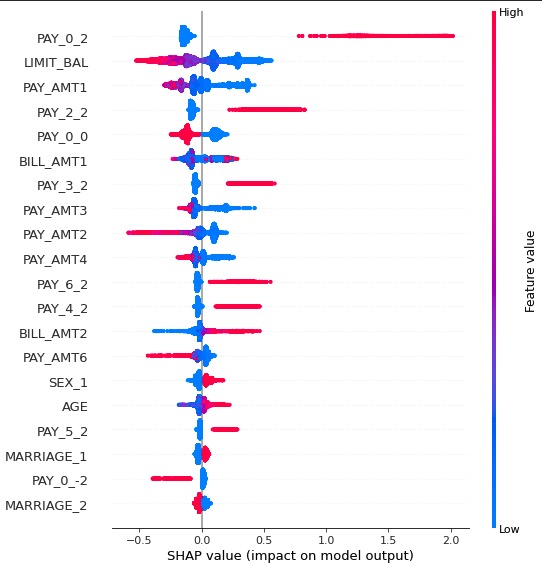 High
PAY_0_2
LIMIT_BAL
PAY_AMT1
PAY_2_2
PAY_0_0
BILL_AMT1
PAY_3_2
PAY_AMT3
PAY_AMT2
PAY_AMT4
PAY_6_2
PAY_4_2
BILL_AMT2
PAY_AMT6
SEX_1
AGE
PAY_5_2
MARRIAGE_1
PAY_0_-2
MARRIAGE_2
Feature value
Low
−0.5 0.0 0.5 1.0 1.5 2.0
SHAP value (impact on model output)